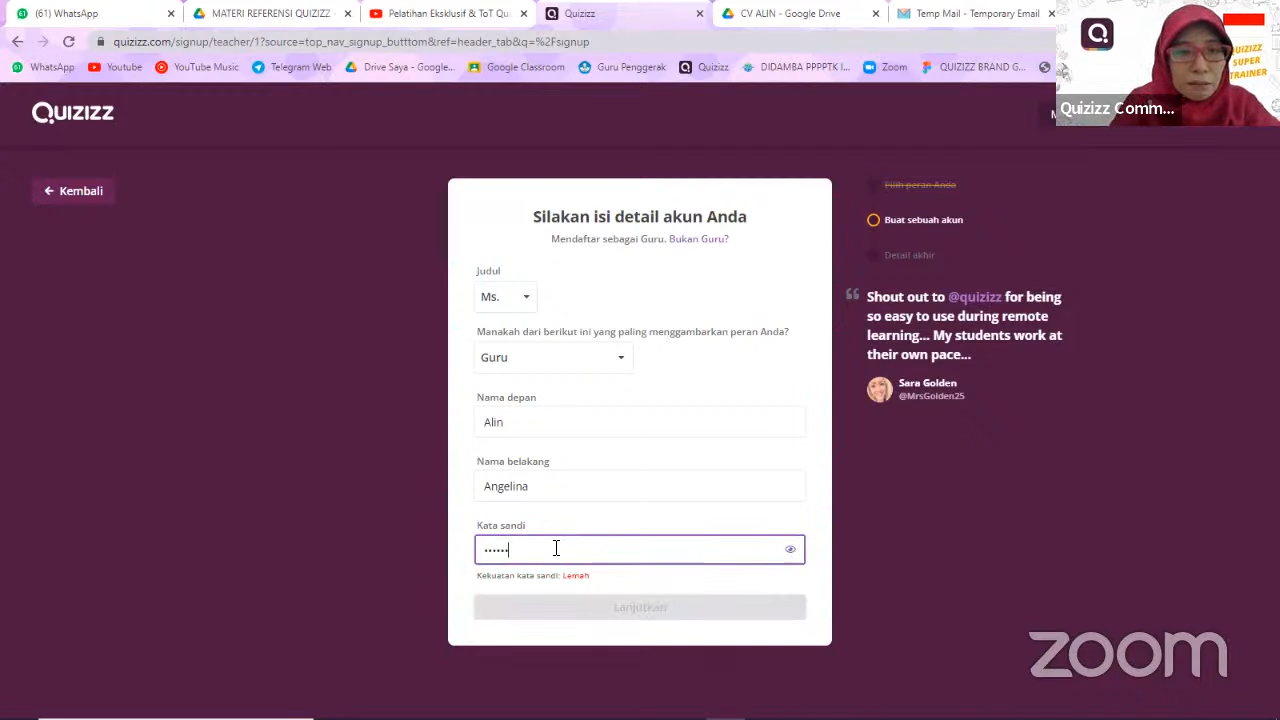 (61) WhatsApp
MATERI REFERENSI QUIZIZZ
Pelatihan Eksklusif & ToT Qu
Quizizz
CV ALIN - Google Drive
Temp Mail - Temporary Email
quizizz.com/signup/teacher/1?source=top_nav_signup_button&ref=header_tab&q=%2Fsignup
WhatsApp
Youtube
YouTube Music
Telegram Web
Drive Saya - Google...
Google Classroom
Guru Penggerak
Quizizz
DIDAMBA PPPPTK I...
Zoom
QUIZIZZ BRAND G...
QUIZIZZ
SUPER
TRAINER
Quizizz Comm...
QUIZIZZ
Kembali
Silakan isi detail akun Anda
Mendaftar sebagai Guru. Bukan Guru?
Judul
Ms.
Manakah dari berikut ini yang paling menggambarkan peran Anda?
Guru
Nama depan
Alin
Nama belakang
Angelina
Kata sandi
••••••
Kekuatan kata sandi: Lemah
Lanjutkan
Pilih peran Anda
Buat sebuah akun
Detail akhir
Shout out to @quizizz for being
so easy to use during remote
learning... My students work at
their own pace...
Sara Golden
@MrsGolden25
zoom